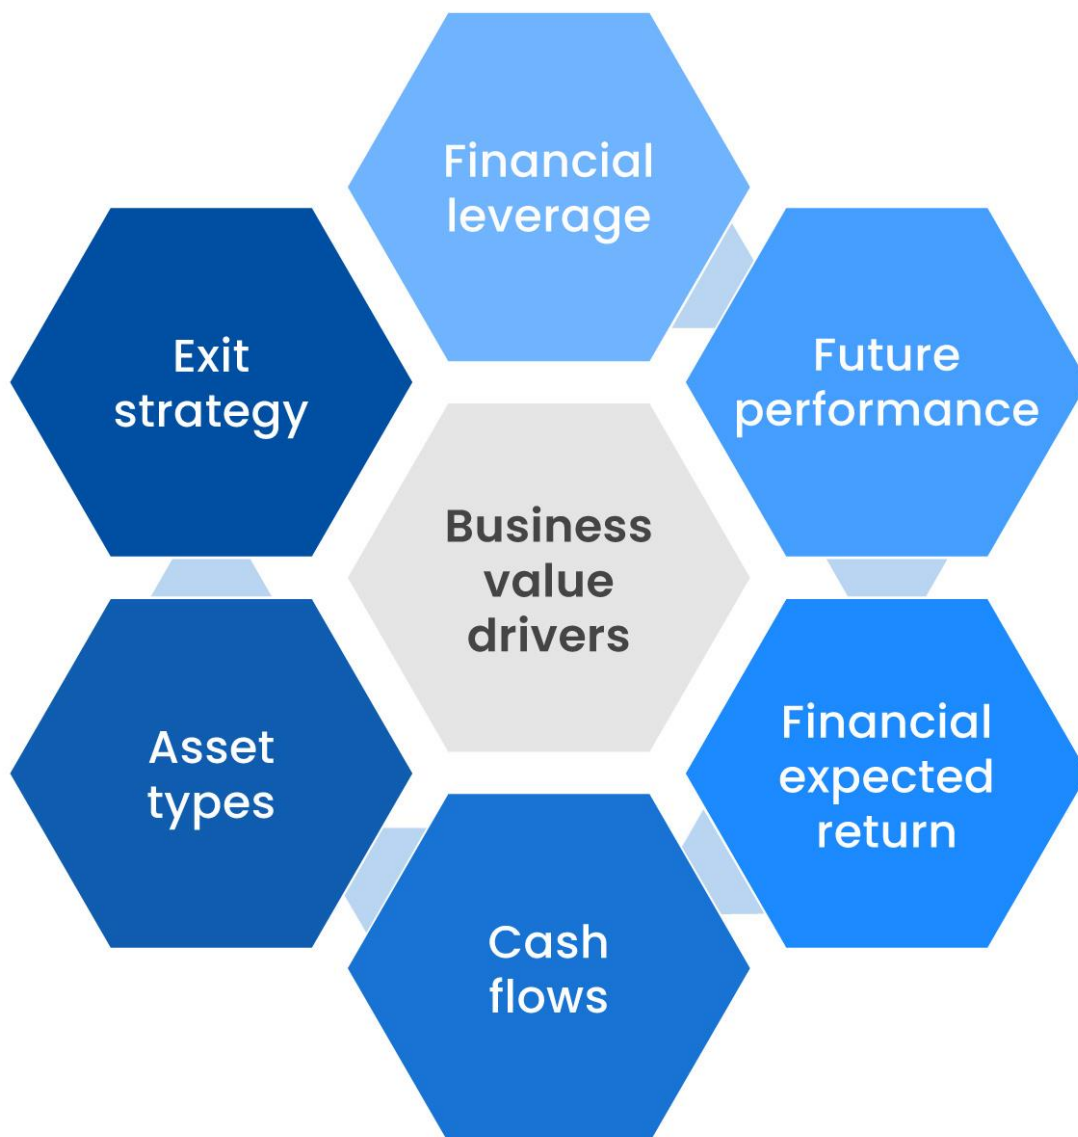 Financial
leverage
Future
performance
Financial
expected
return
Cash
flows
Asset
types
Exit
strategy
Business
value
drivers